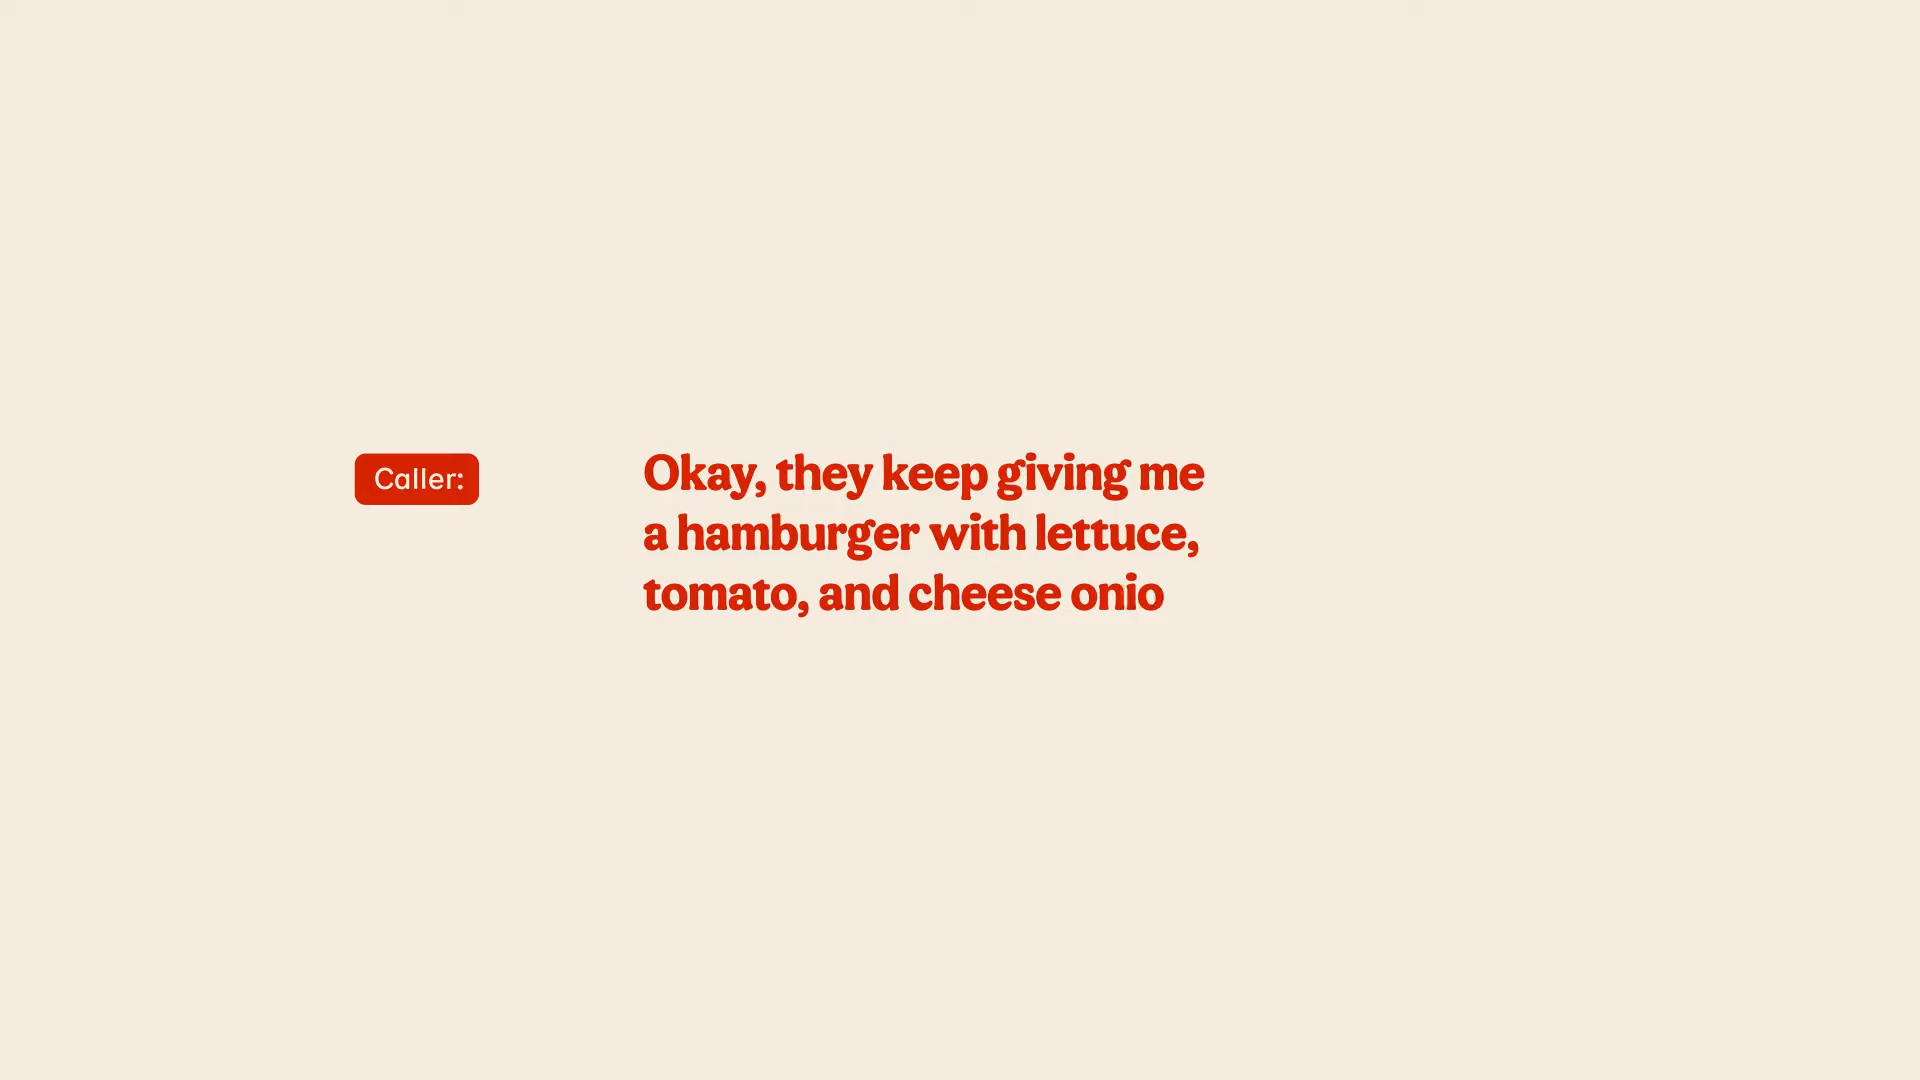 Caller:
Okay, they keep giving me
a hamburger with lettuce,
tomato, and cheese onio